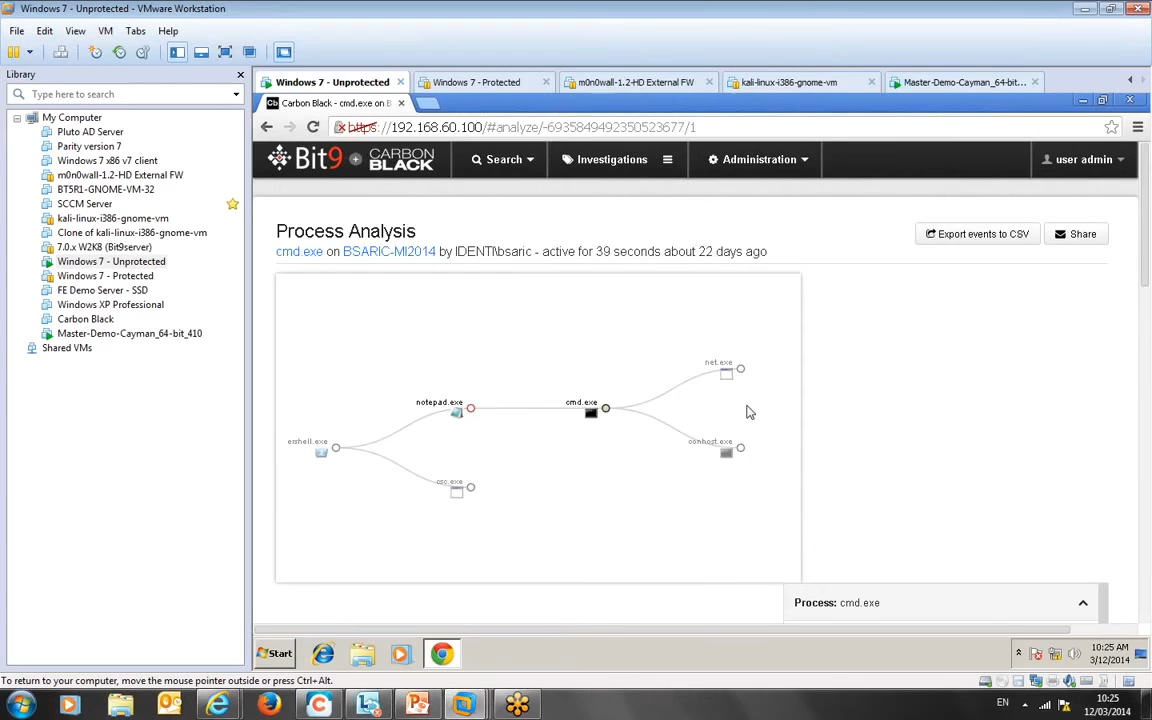 Windows 7 - Unprotected - VMware Workstation
File Edit View VM Tabs Help
Library
Type here to search
My Computer
Pluto AD Server
Parity version 7
Windows 7 x86 v7 client
m0n0wall-1.2-HD External FW
BT5R1-GNOME-VM-32
SCCM Server
kali-linux-i386-gnome-vm
Clone of kali-linux-i386-gnome-vm
7.0.x W2K8 (Bit9server)
Windows 7 - Unprotected
Windows 7 - Protected
FE Demo Server - SSD
Windows XP Professional
Carbon Black
Master-Demo-Cayman_64-bit_410
Shared VMs
Windows 7 - Unprotected
Windows 7 - Protected
m0n0wall-1.2-HD External FW
kali-linux-i386-gnome-vm
Master-Demo-Cayman_64-bit...
Cb Carbon Black - cmd.exe on B
https://192.168.60.100/#analyze/-6935849492350523677/1
Bit9 + CARBON BLACK
Search
Investigations
Administration
user admin
Process Analysis
cmd.exe on BSARIC-MI2014 by IDENTI\bsaric - active for 39 seconds about 22 days ago
Export events to CSV
Share
net.exe
notepad.exe
cmd.exe
ershell.exe
conhost.exe
csc.exe
Process: cmd.exe
Start
10:25 AM
3/12/2014
To return to your computer, move the mouse pointer outside or press Ctrl+Alt.
EN
10:25
12/03/2014